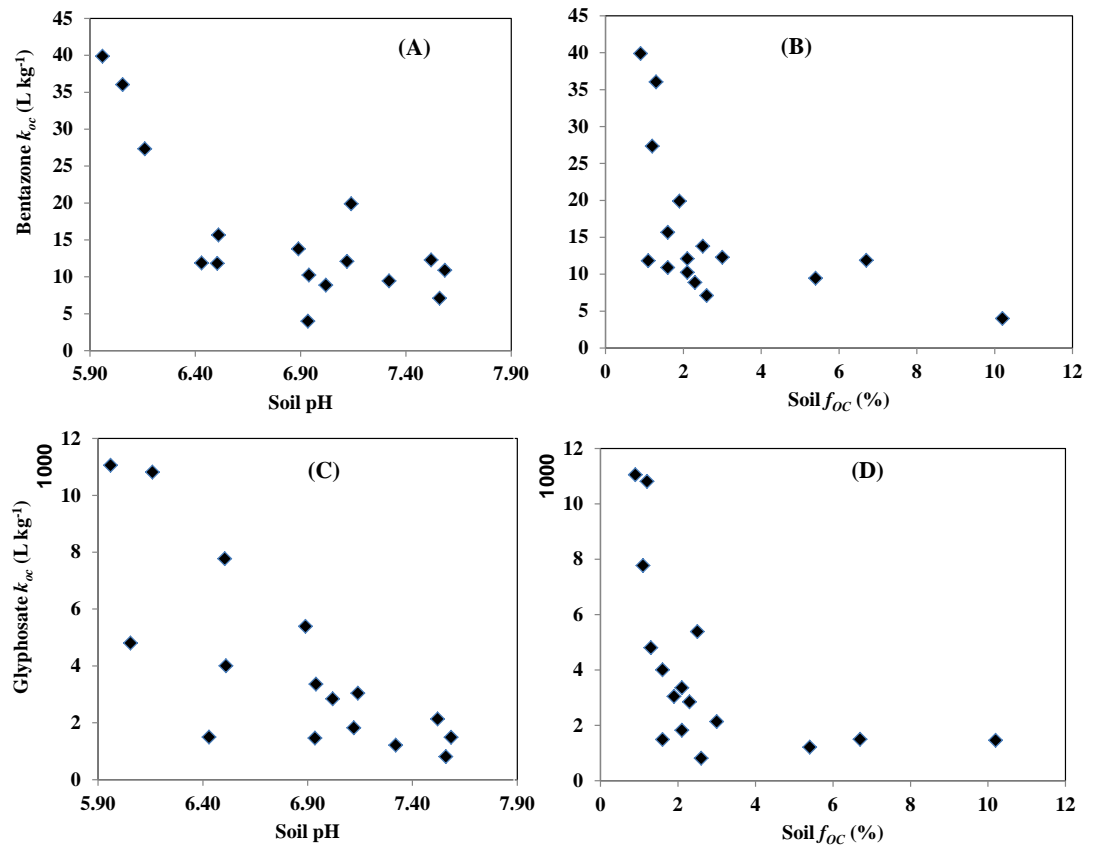 45
40
35
30
25
20
15
10
5
0
Bentazone koc (L kg-1)
(A)
5.90 6.40 6.90 7.40 7.90
Soil pH
45
40
35
30
25
20
15
10
5
0
(B)
0 2 4 6 8 10 12
Soil fOC (%)
12
10
8
6
4
2
0
1000
Glyphosate koc (L kg-1)
(C)
5.90 6.40 6.90 7.40 7.90
Soil pH
12
10
8
6
4
2
0
1000
(D)
0 2 4 6 8 10 12
Soil fOC (%)